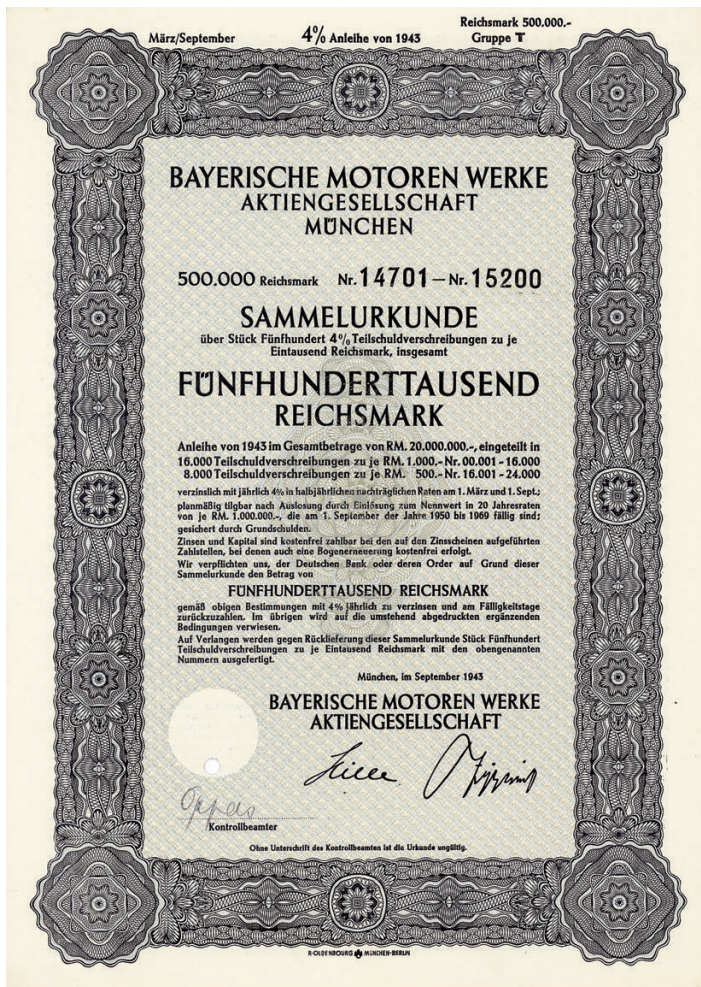 Reichsmark 500.000.-
März/September 4% Anleihe von 1943 Gruppe T
BAYERISCHE MOTOREN WERKE
AKTIENGESELLSCHAFT
MÜNCHEN
500.000 Reichsmark Nr. 14701 – Nr. 15200
SAMMELURKUNDE
über Stück Fünfhundert 4% Teilschuldverschreibungen zu je
Eintausend Reichsmark, insgesamt
FÜNFHUNDERTTAUSEND
REICHSMARK
Anleihe von 1943 im Gesamtbetrage von RM. 20.000.000.-, eingeteilt in
16.000 Teilschuldverschreibungen zu je RM. 1.000.- Nr. 00.001 - 16.000
8.000 Teilschuldverschreibungen zu je RM. 500.- Nr. 16.001 - 24.000
verzinslich mit jährlich 4% in halbjährlichen nachträglichen Raten am 1. März und 1. Sept.;
planmäßig tilgbar nach Auslosung durch Einlösung zum Nennwert in 20 Jahresraten
von je RM. 1.000.000.-, die am 1. September der Jahre 1950 bis 1969 fällig sind;
gesichert durch Grundschulden.
Zinsen und Kapital sind kostenfrei zahlbar bei den auf den Zinsscheinen aufgeführten
Zahlstellen, bei denen auch eine Bogenerneuerung kostenfrei erfolgt.
Wir verpflichten uns, der Deutschen Bank oder deren Order auf Grund dieser
Sammelurkunde den Betrag von
FÜNFHUNDERTTAUSEND REICHSMARK
gemäß obigen Bestimmungen mit 4% jährlich zu verzinsen und am Fälligkeitstage
zurückzuzahlen. Im übrigen wird auf die umstehend abgedruckten ergänzenden
Bedingungen verwiesen.
Auf Verlangen werden gegen Rücklieferung dieser Sammelurkunde Stück Fünfhundert
Teilschuldverschreibungen zu je Eintausend Reichsmark mit den obengenannten
Nummern ausgefertigt.
München, im September 1943
BAYERISCHE MOTOREN WERKE
AKTIENGESELLSCHAFT
Hille
Kontrollbeamter
Ohne Unterschrift des Kontrollbeamten ist die Urkunde ungültig.
R·OLDENBOURG MÜNCHEN-BERLIN